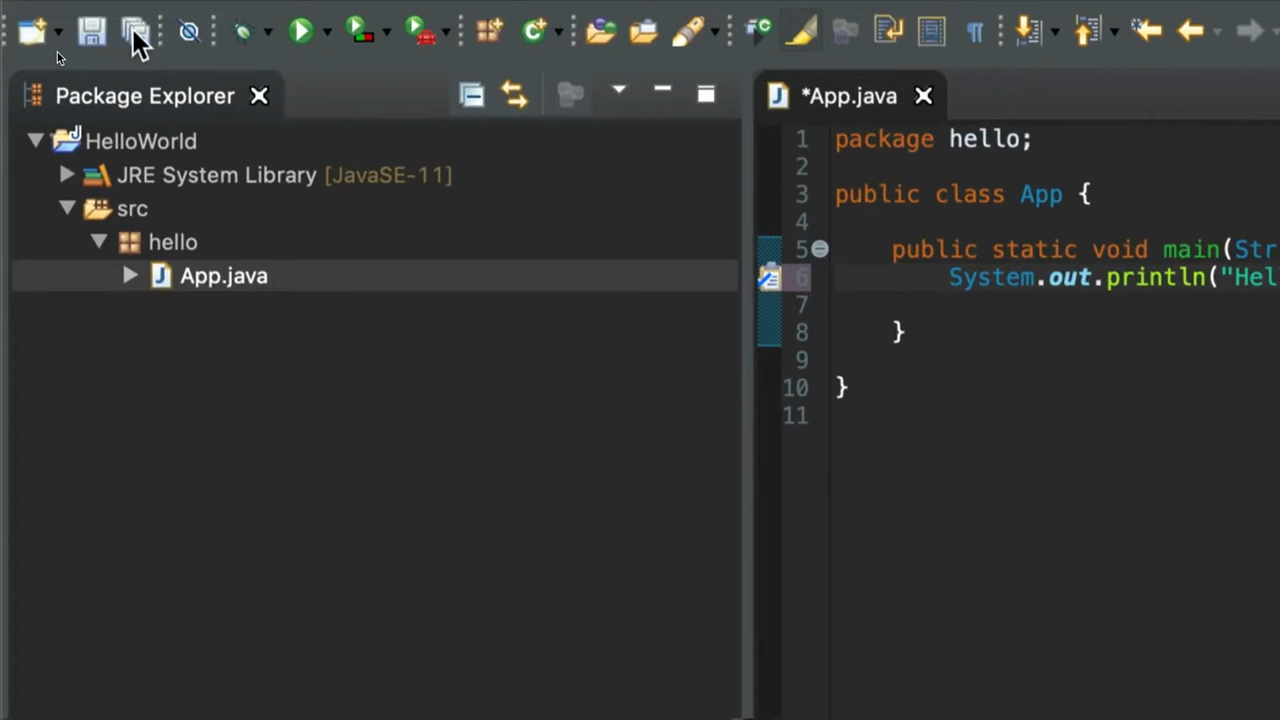 Package Explorer
HelloWorld
JRE System Library [JavaSE-11]
src
hello
App.java
*App.java
1 package hello;
2
3 public class App {
4
5 public static void main(Str
6 System.out.println("Hel
7
8 }
9
10 }
11